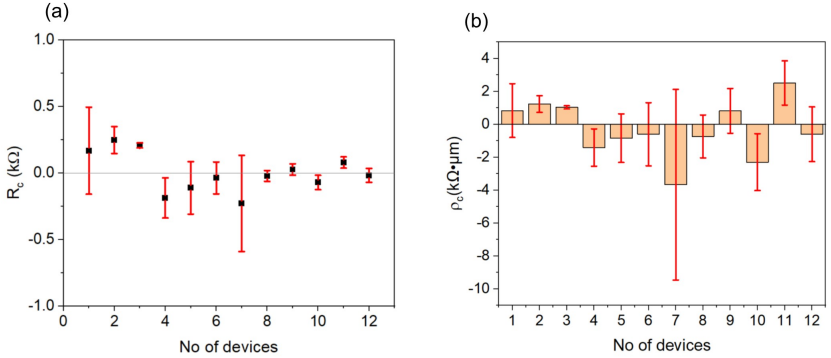 (a)
1.0
0.5
0.0
-0.5
-1.0
R_c (kΩ)
0 2 4 6 8 10 12
No of devices
(b)
4
2
0
-2
-4
-6
-8
-10
ρ_c(kΩ•μm)
1 2 3 4 5 6 7 8 9 10 11 12
No of devices